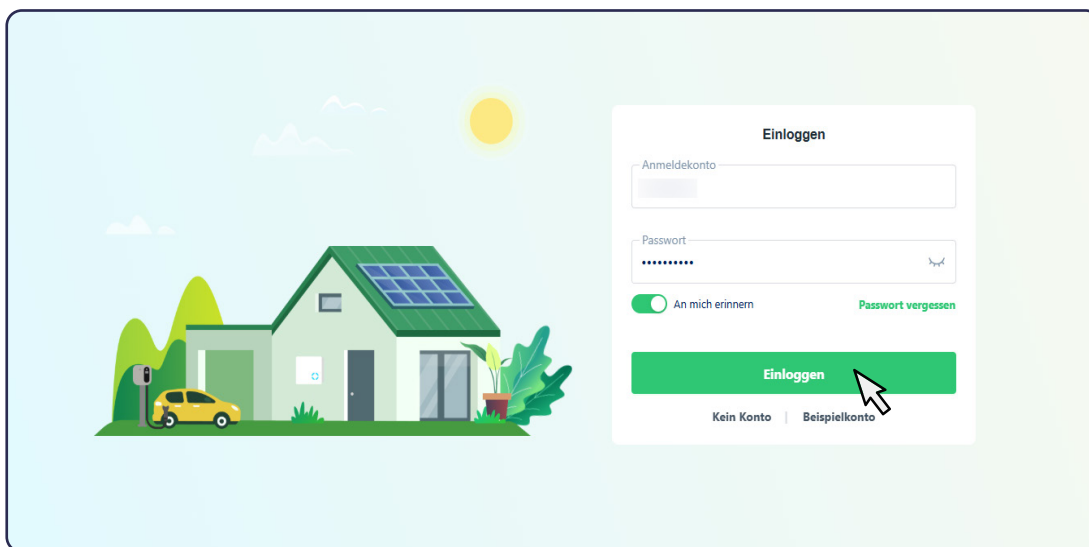 Einloggen
Anmeldekonto
Passwort
••••••••••
An mich erinnern
Passwort vergessen
Einloggen
Kein Konto | Beispielkonto